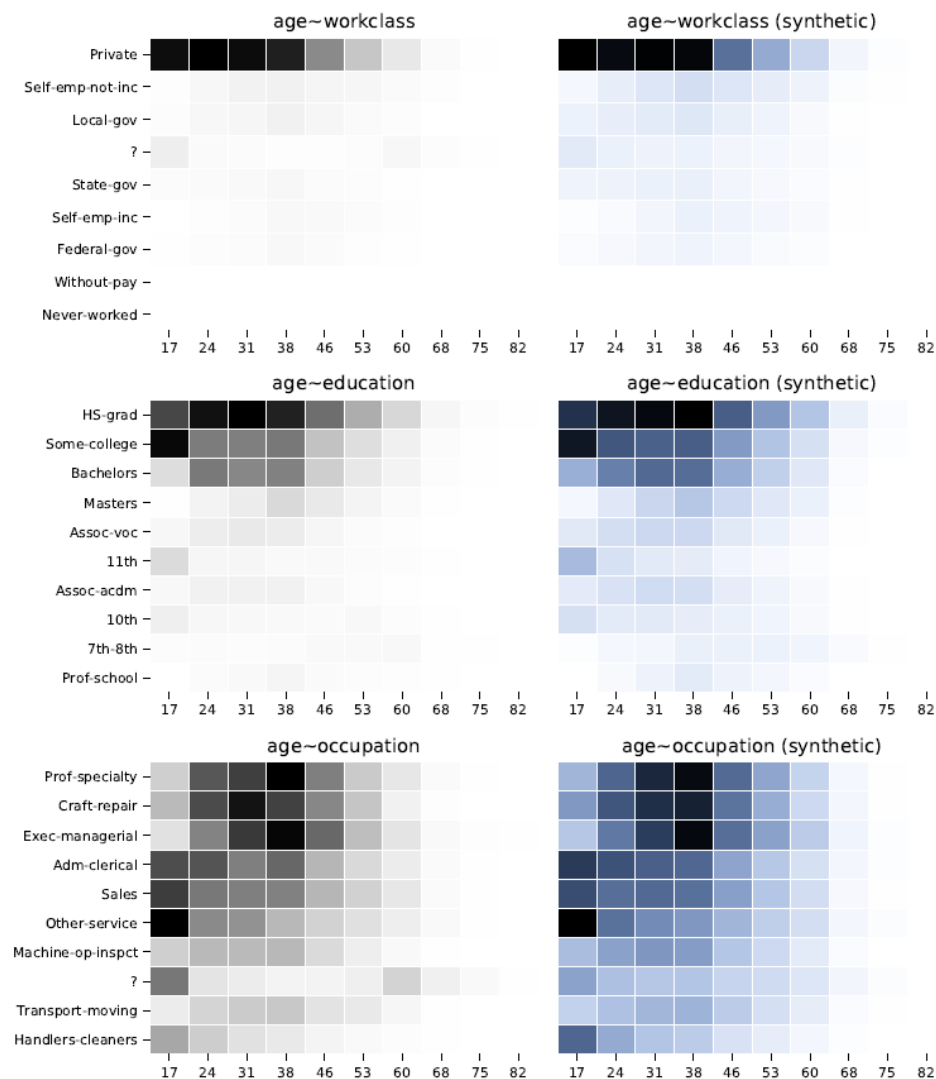 age~workclass
age~workclass (synthetic)
Private
Self-emp-not-inc
Local-gov
?
State-gov
Self-emp-inc
Federal-gov
Without-pay
Never-worked
17 24 31 38 46 53 60 68 75 82
17 24 31 38 46 53 60 68 75 82
age~education
age~education (synthetic)
HS-grad
Some-college
Bachelors
Masters
Assoc-voc
11th
Assoc-acdm
10th
7th-8th
Prof-school
17 24 31 38 46 53 60 68 75 82
17 24 31 38 46 53 60 68 75 82
age~occupation
age~occupation (synthetic)
Prof-specialty
Craft-repair
Exec-managerial
Adm-clerical
Sales
Other-service
Machine-op-inspct
?
Transport-moving
Handlers-cleaners
17 24 31 38 46 53 60 68 75 82
17 24 31 38 46 53 60 68 75 82